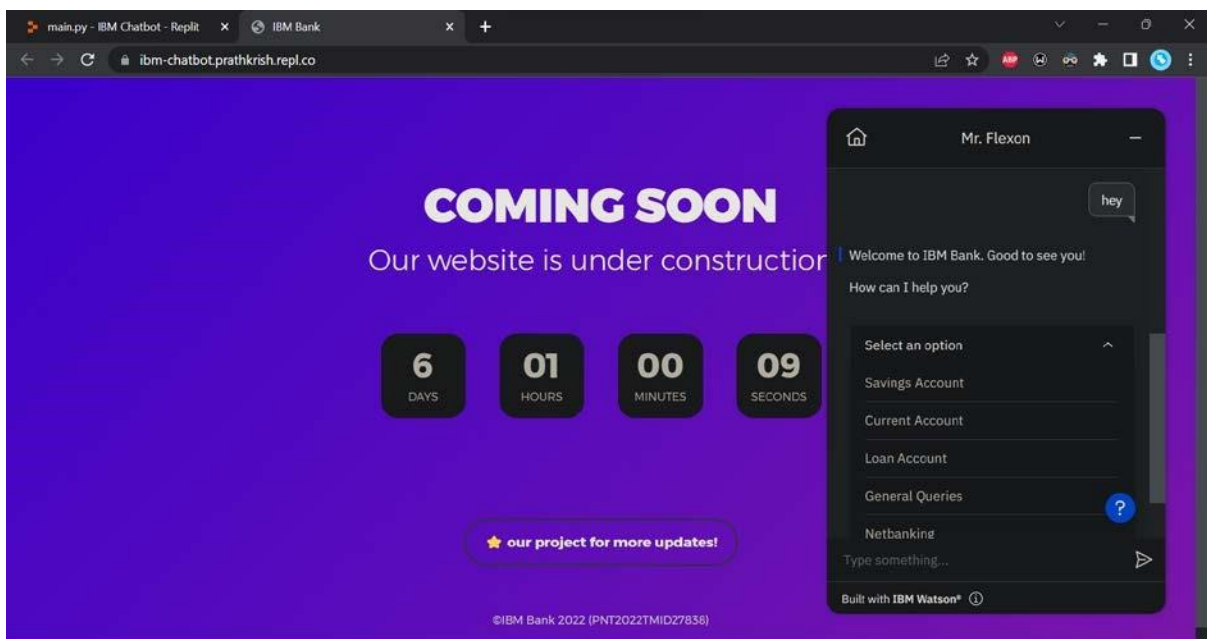 main.py - IBM Chatbot - Replit
IBM Bank
ibm-chatbot.prathkrish.repl.co
ABP
COMING SOON
Our website is under construction
6
DAYS
01
HOURS
00
MINUTES
09
SECONDS
our project for more updates!
©IBM Bank 2022 (PNT2022TMID27838)
Mr. Flexon
hey
Welcome to IBM Bank. Good to see you!
How can I help you?
Select an option
Savings Account
Current Account
Loan Account
General Queries
?
Netbanking
Type something...
Built with IBM Watson®